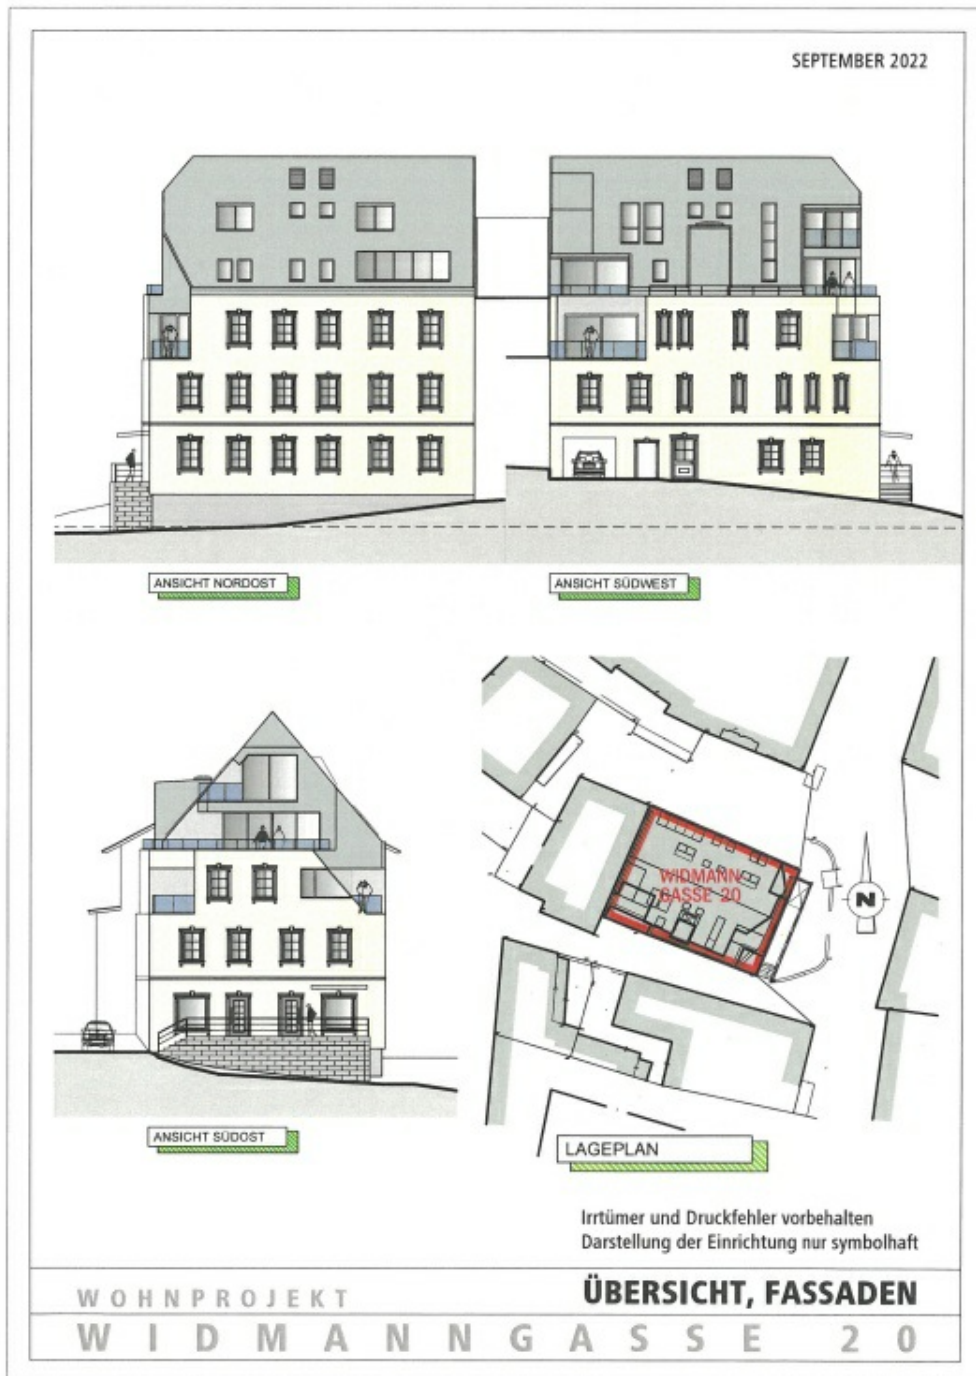 SEPTEMBER 2022
ANSICHT NORDOST
ANSICHT SÜDWEST
WIDMANN
GASSE 20
N
ANSICHT SÜDOST
LAGEPLAN
Irrtümer und Druckfehler vorbehalten
Darstellung der Einrichtung nur symbolhaft
WOHNPROJEKT
ÜBERSICHT, FASSADEN
WIDMANNGASSE 20